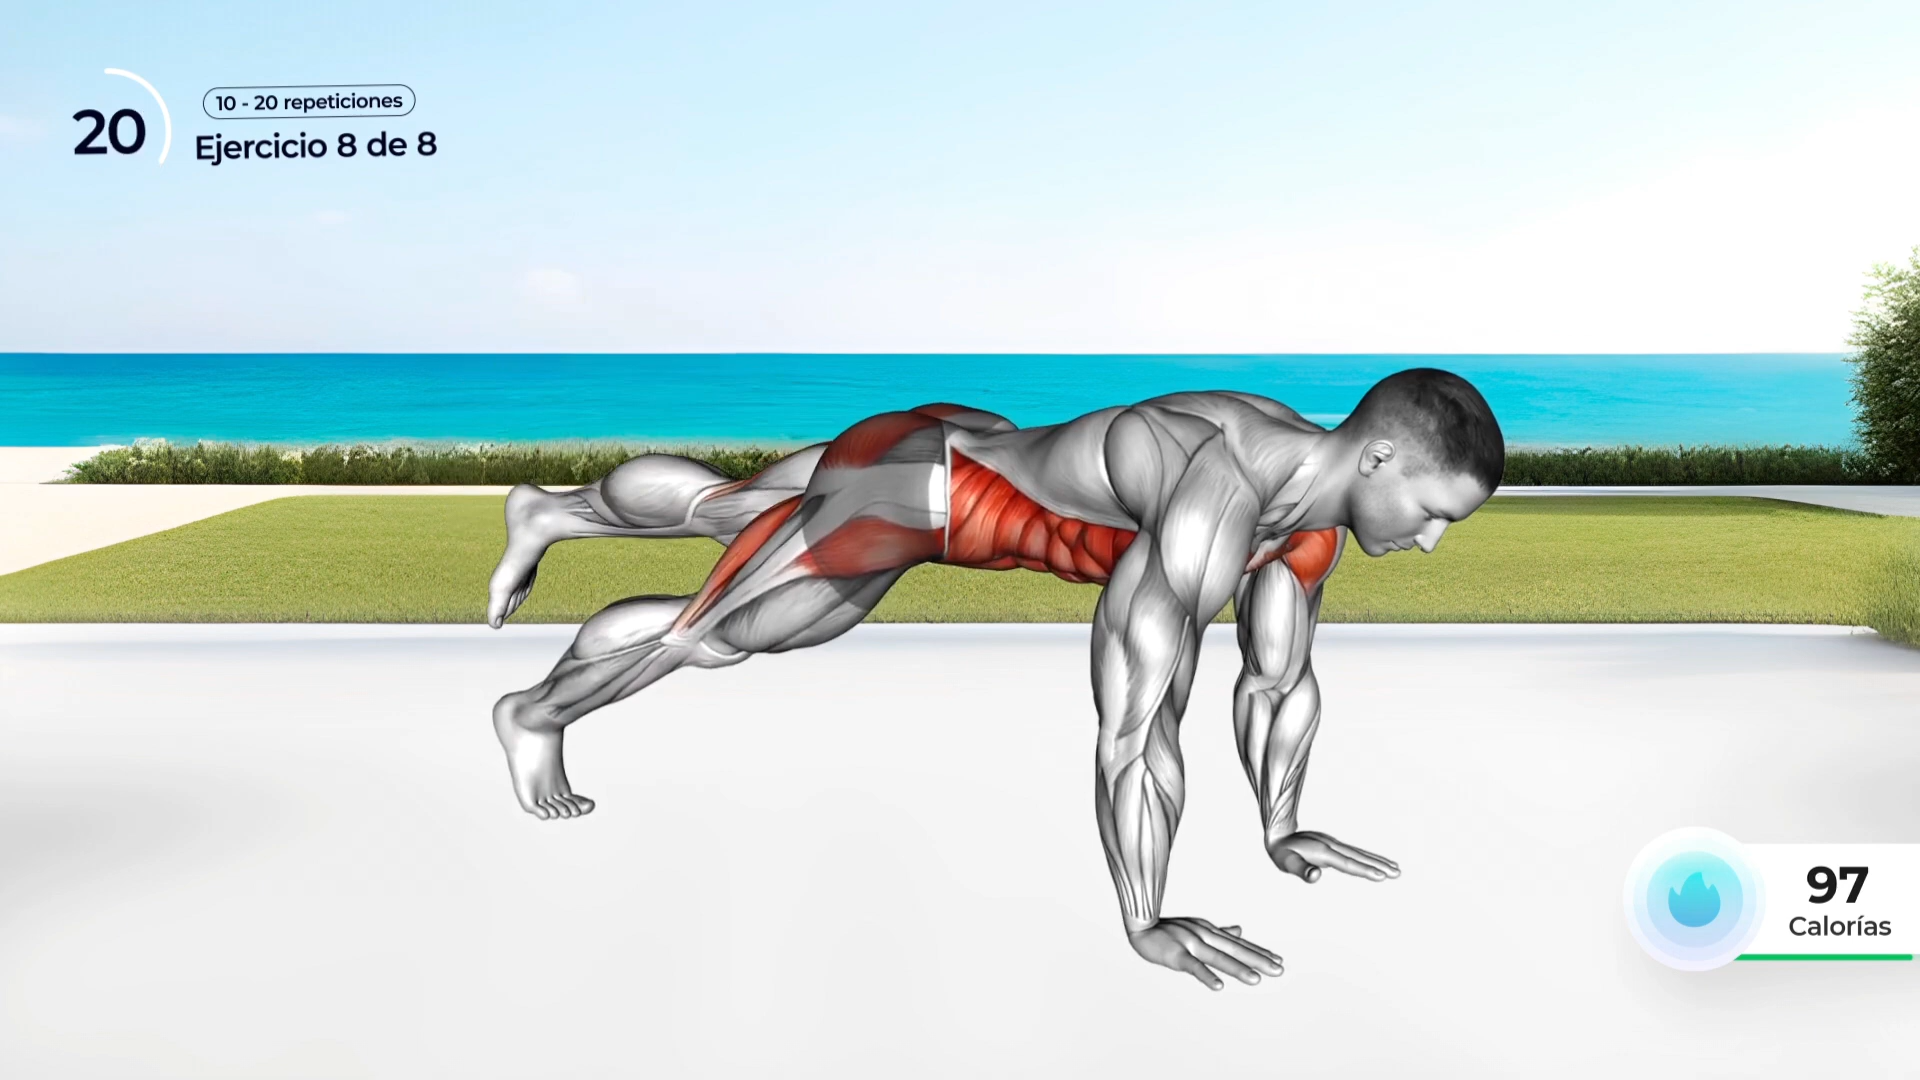 20
10 - 20 repeticiones
Ejercicio 8 de 8
97
Calorías